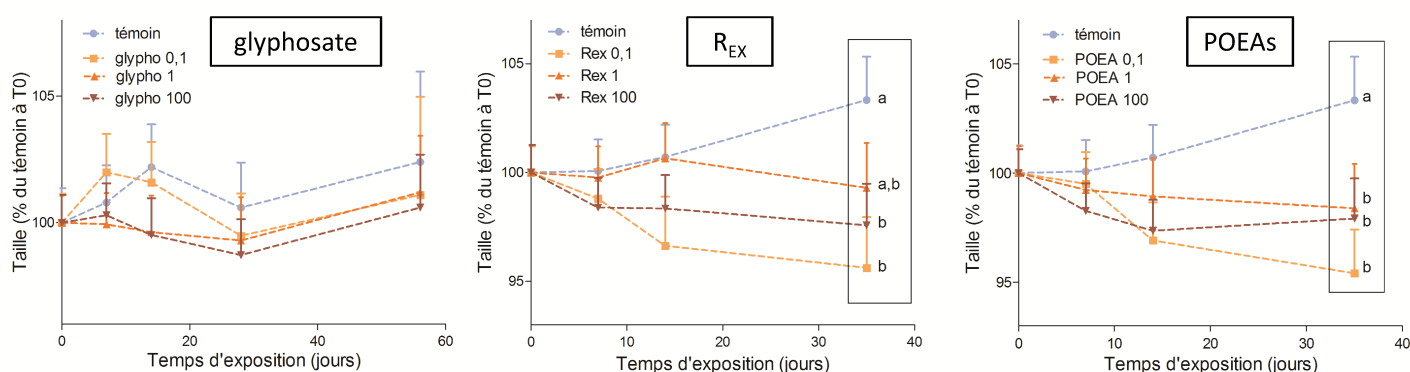 glyphosate
témoin
glypho 0,1
glypho 1
glypho 100
105
100
Taille (% du témoin à T0)
0
20
40
60
Temps d'exposition (jours)
REX
témoin
Rex 0,1
Rex 1
Rex 100
105
100
95
Taille (% du témoin à T0)
a
a,b
b
b
0
10
20
30
40
Temps d'exposition (jours)
POEAs
témoin
POEA 0,1
POEA 1
POEA 100
105
100
95
Taille (% du témoin à T0)
a
b
b
b
0
10
20
30
40
Temps d'exposition (jours)